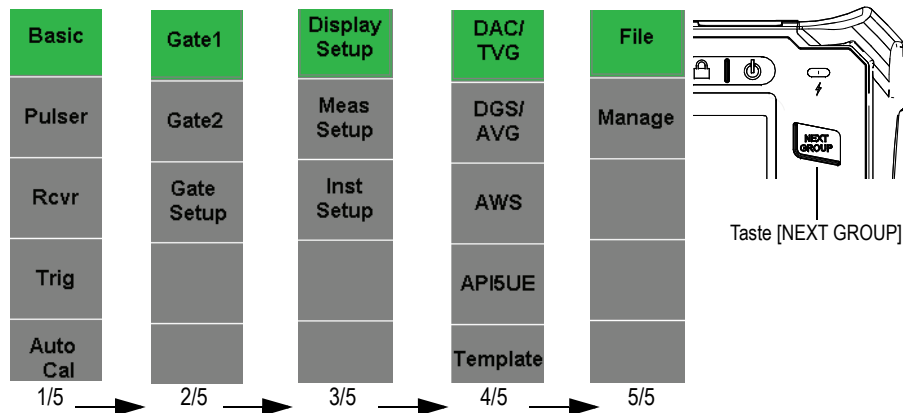 Basic
Pulser
Rcvr
Trig
Auto
Cal
1/5
Gate1
Gate2
Gate
Setup
2/5
Display
Setup
Meas
Setup
Inst
Setup
3/5
DAC/
TVG
DGS/
AVG
AWS
API5UE
Template
4/5
File
Manage
5/5
NEXT
GROUP
Taste [NEXT GROUP]